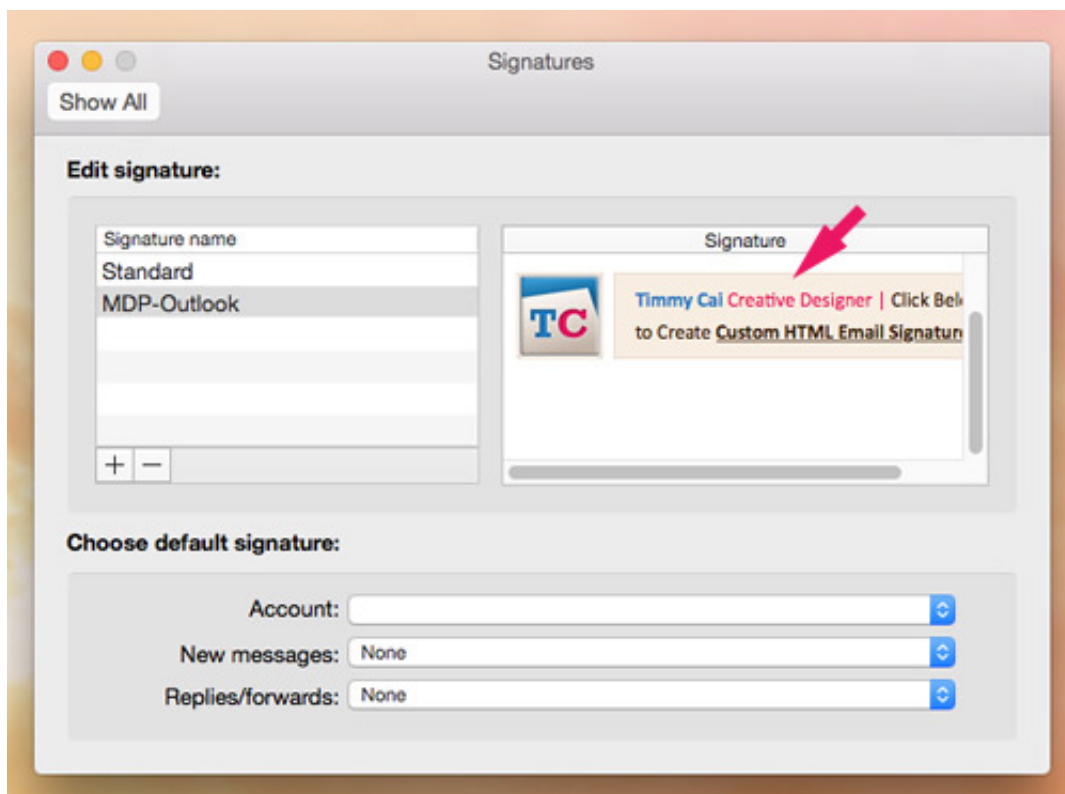 Signatures
Show All
Edit signature:
Signature name
Standard
MDP-Outlook
Signature
TC
Timmy Cai Creative Designer | Click
to Create Custom HTML Email
Choose default signature:
Account:
New messages: None
Replies/forwards: None